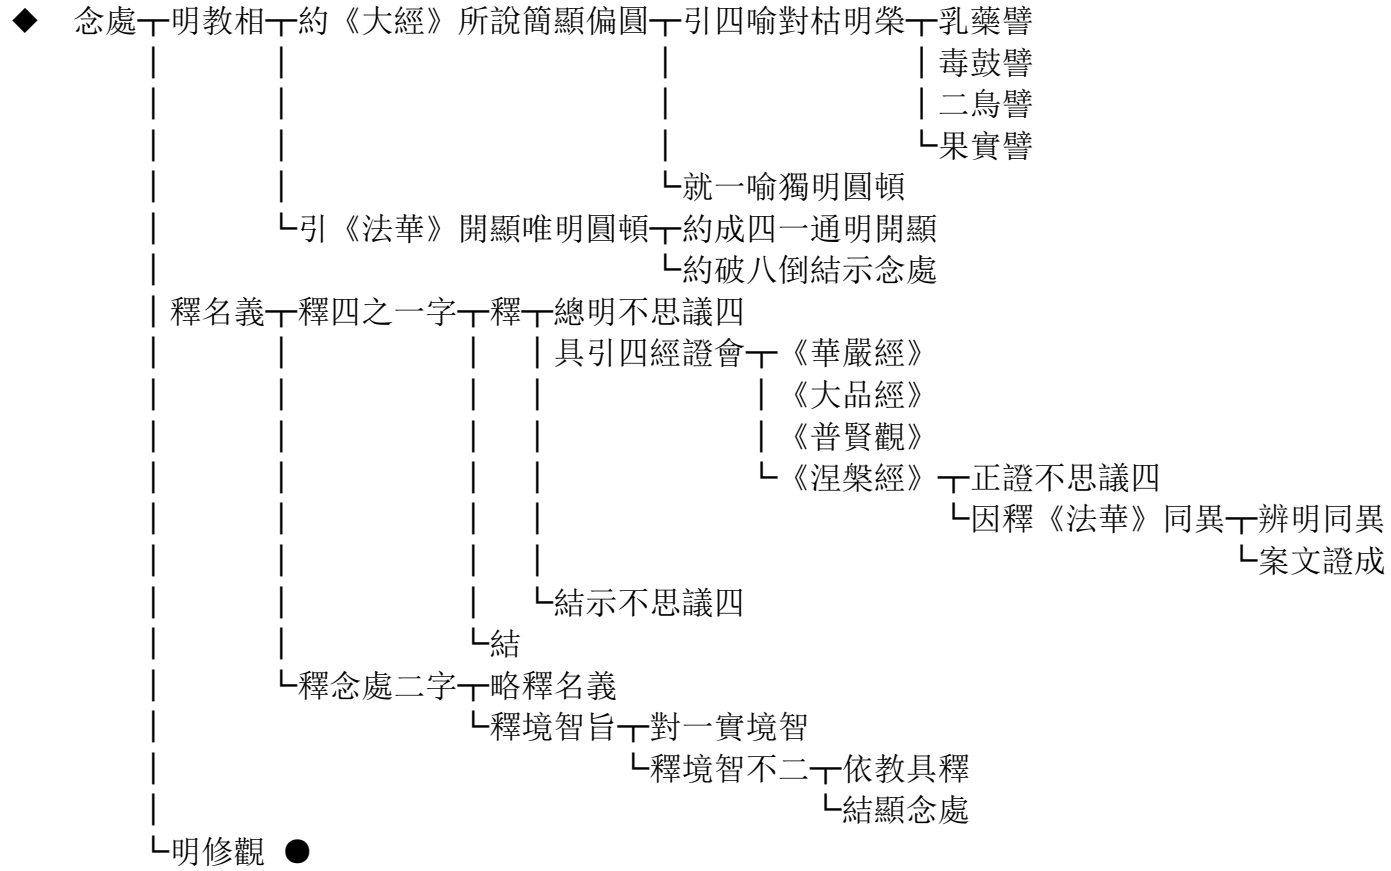 ◆ 念處┬明教相┬約《大經》所說簡顯偏圓┬引四喻對枯明榮┬乳藥譬
｜｜｜｜毒鼓譬
｜｜｜｜二鳥譬
｜｜｜└果實譬
｜｜└就一喻獨明圓頓
｜└引《法華》開顯唯明圓頓┬約成四一通明開顯
｜└約破八倒結示念處
｜釋名義┬釋四之一字┬釋┬總明不思議四
｜｜｜｜具引四經證會┬《華嚴經》
｜｜｜｜｜《大品經》
｜｜｜｜｜《普賢觀》
｜｜｜｜└《涅槃經》┬正證不思議四
｜｜｜｜└因釋《法華》同異┬辨明同異
｜｜｜｜└案文證成
｜｜｜└結示不思議四
｜｜└結
｜└釋念處二字┬略釋名義
｜└釋境智旨┬對一實境智
｜└釋境智不二┬依教具釋
｜└結顯念處
└明修觀 ●